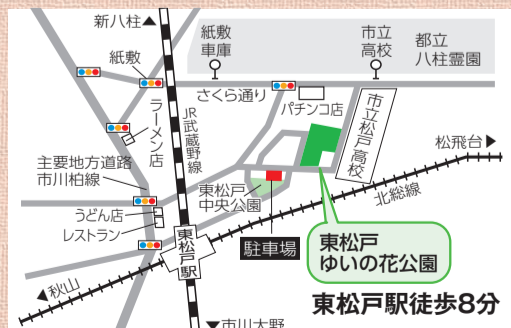 新八柱▲
紙敷
紙敷
車庫
市立
高校
都立
八柱霊園
さくら通り
パチンコ店
ラーメン店
JR武蔵野線
市立松戸高校
松飛台▶
主要地方道路
市川柏線
東松戸
中央公園
北総線
うどん店
レストラン
駐車場
東松戸
ゆいの花公園
東松戸駅
◀秋山
東松戸駅徒歩8分
▼市川大野